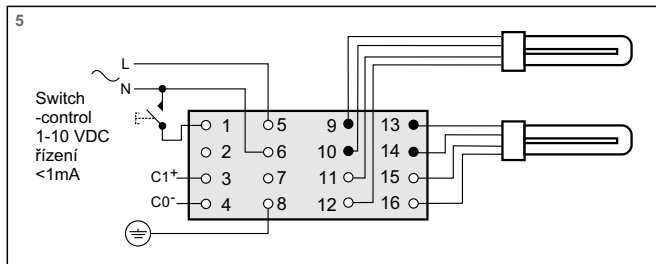 5
L
N
Switch
-control
1-10 VDC
řízení
<1mA
1 5 9 13
2 6 10 14
C1+ 3 7 11 15
C0- 4 8 12 16